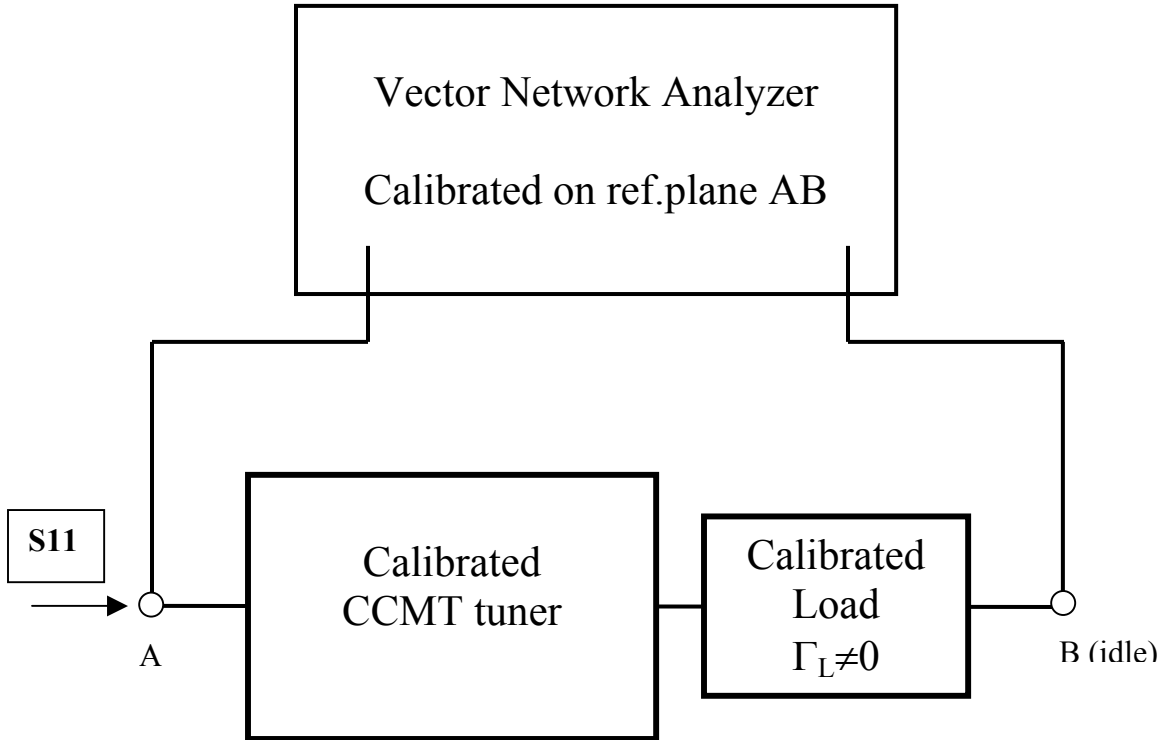 Vector Network Analyzer
Calibrated on ref.plane AB
S11
Calibrated
CCMT tuner
Calibrated
Load
ΓL≠0
A
B (idle)